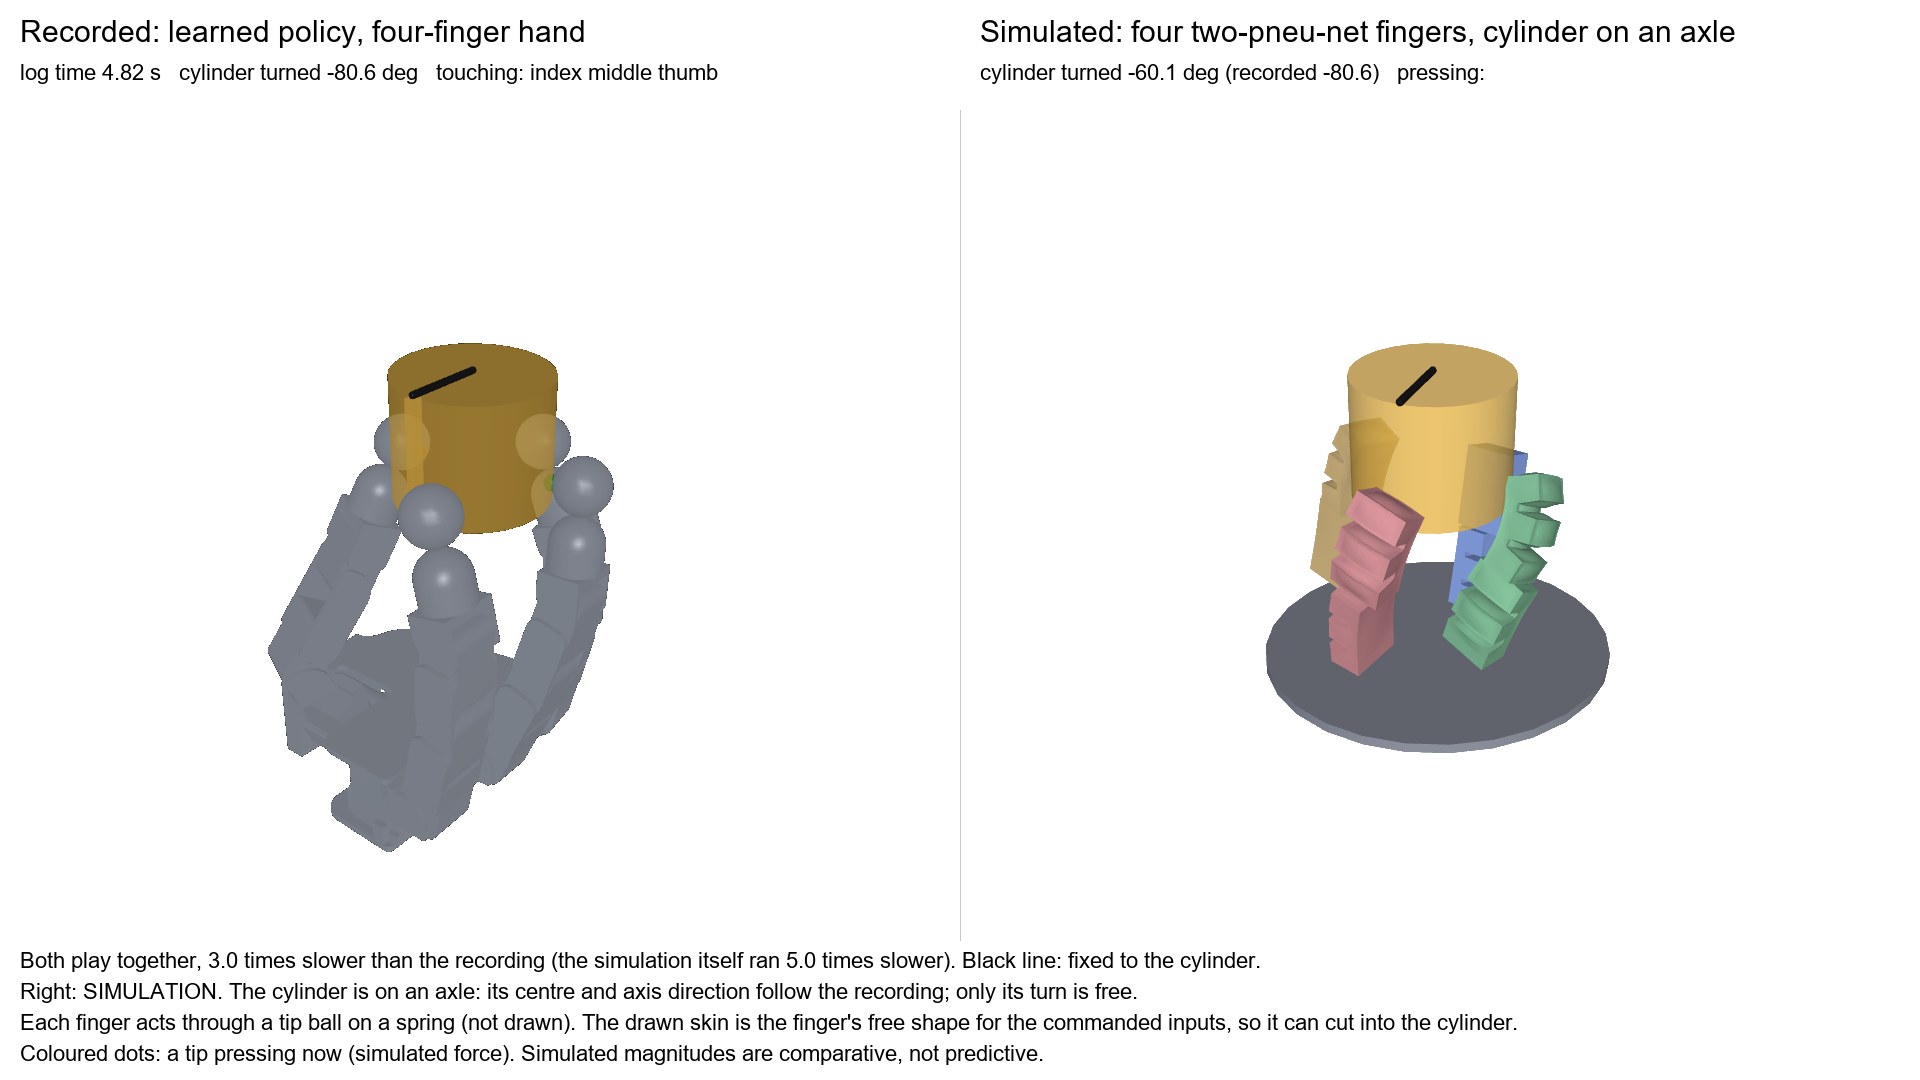 Recorded: learned policy, four-finger hand
log time 4.82 s   cylinder turned -80.6 deg   touching: index middle thumb
Simulated: four two-pneu-net fingers, cylinder on an axle
cylinder turned -60.1 deg (recorded -80.6)   pressing:
Both play together, 3.0 times slower than the recording (the simulation itself ran 5.0 times slower). Black line: fixed to the cylinder.
Right: SIMULATION. The cylinder is on an axle: its centre and axis direction follow the recording; only its turn is free.
Each finger acts through a tip ball on a spring (not drawn). The drawn skin is the finger's free shape for the commanded inputs, so it can cut into the cylinder.
Coloured dots: a tip pressing now (simulated force). Simulated magnitudes are comparative, not predictive.